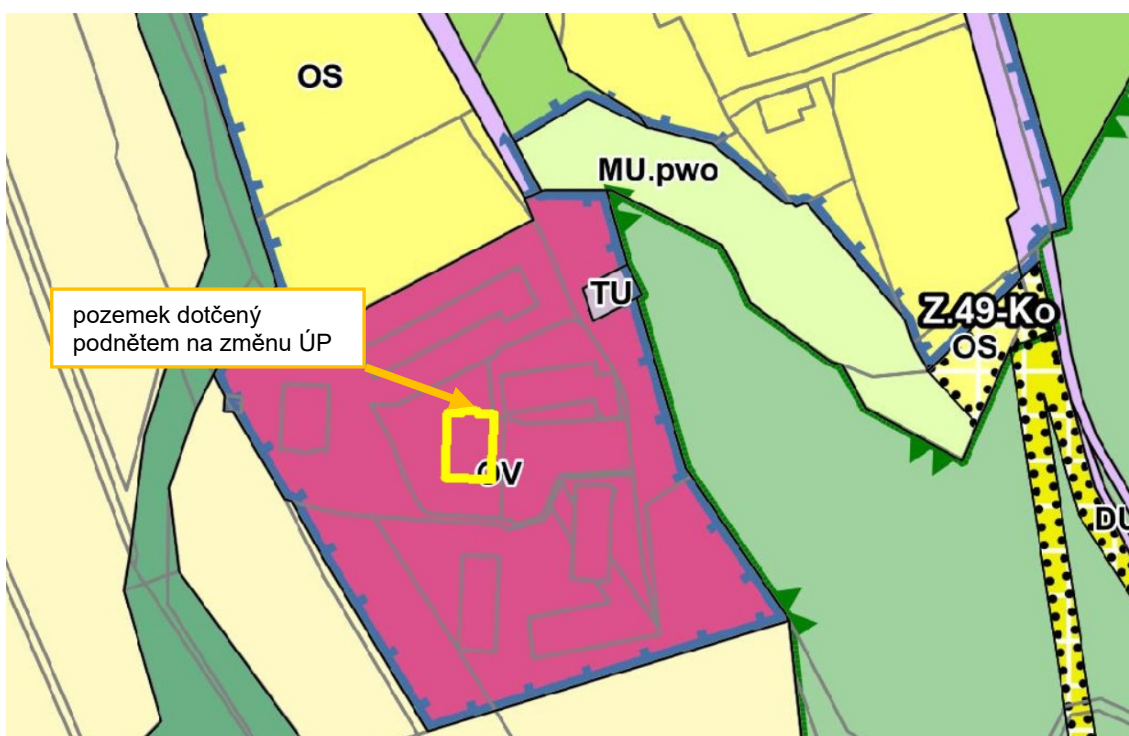 OS
MU.pwo
TU
Z.49-Ko
OS
pozemek dotčený
podnětem na změnu ÚP
OV
DU